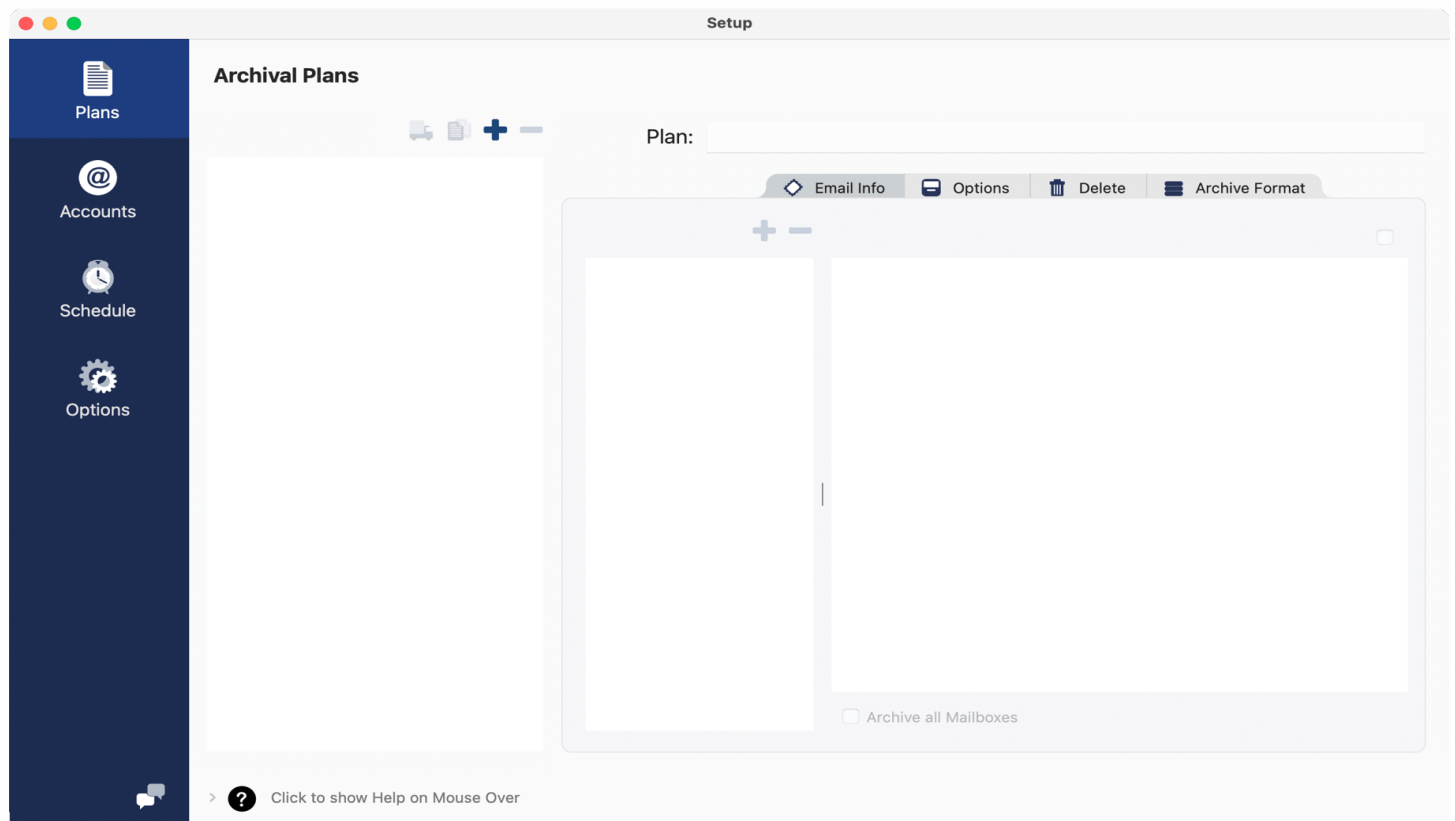 Setup
Plans
Accounts
Schedule
Options
Archival Plans
Plan:
Email Info
Options
Delete
Archive Format
Archive all Mailboxes
? Click to show Help on Mouse Over